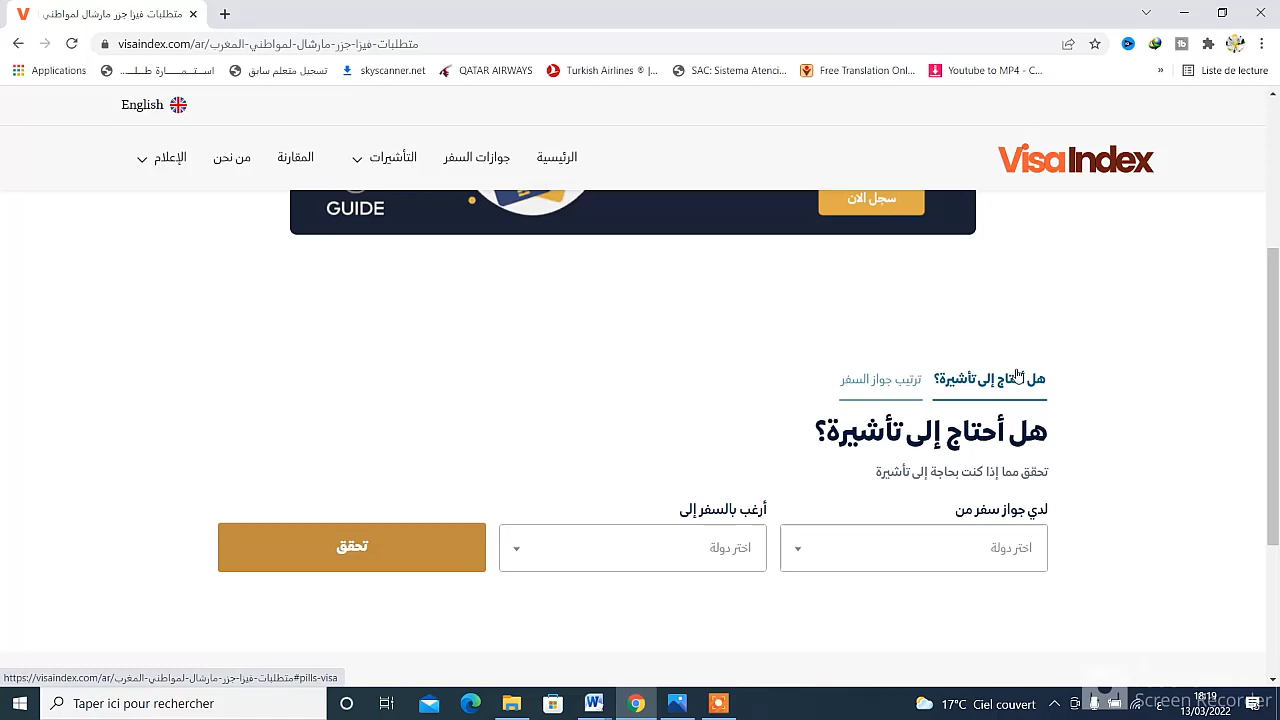 متطلبات فيزا جزر مارشال لمواطني
visaindex.com/ar/متطلبات-فيزا-جزر-مارشال-لمواطني-المغرب
Applications
استـــمـــــارة طـلـــ...
تسجيل متعلم سابق
skyscanner.net
QATAR AIRWAYS
Turkish Airlines ® |...
SAC: Sistema Atenci...
Free Translation Onl...
Youtube to MP4 - C...
»
Liste de lecture
English
الرئيسية
جوازات السفر
التأشيرات
المقارنة
من نحن
الإعلام
VisaIndex
GUIDE
سجل الآن
هل أحتاج إلى تأشيرة؟
ترتيب جواز السفر
هل أحتاج إلى تأشيرة؟
تحقق مما إذا كنت بحاجة إلى تأشيرة
لدي جواز سفر من
أرغب بالسفر إلى
اختر دولة
اختر دولة
تحقق
https://visaindex.com/ar/متطلبات-فيزا-جزر-مارشال-لمواطني-المغرب#pills-visa
Taper ici pour rechercher
17°C Ciel couvert
18:19
13/03/2022
Screen Recorder